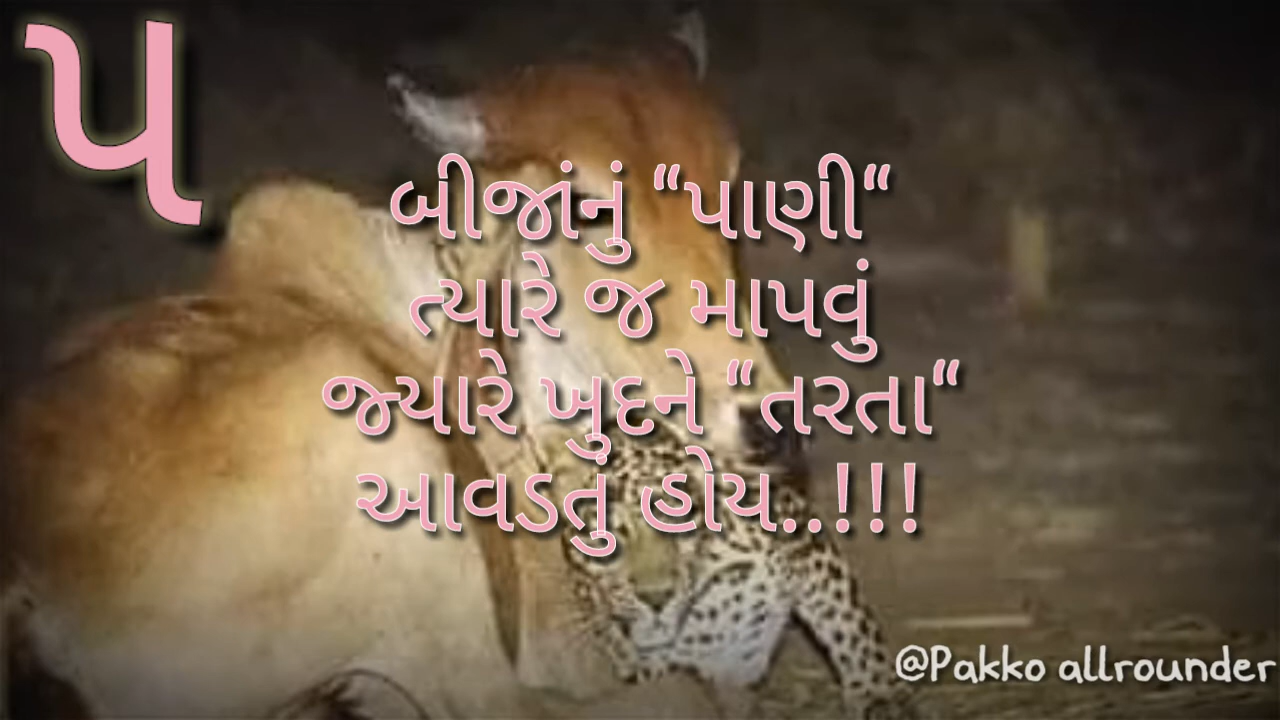 પ
બીજાંનું “પાણી“
ત્યારે જ માપવું
જ્યારે ખુદને “તરતા“
આવડતું હોય..!!!
@Pakko allrounder